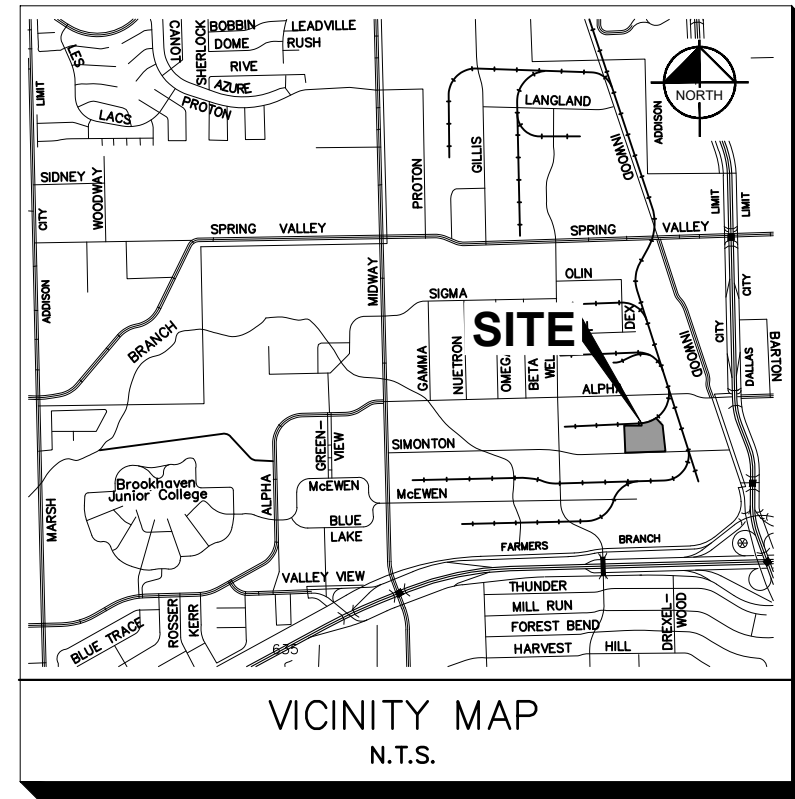 CANOT
SHERLOCK
BOBBIN
LEADVILLE
DOME
RUSH
RIVE
AZURE
PROTON
LES
LACS
LIMIT
NORTH
ADDISON
LANGLAND
INWOOD
GILLIS
PROTON
SIDNEY
WOODWAY
CITY
LIMIT
LIMIT
SPRING VALLEY
SPRING VALLEY
MIDWAY
ADDISON
OLIN
CITY
CITY
SIGMA
DEX
BRANCH
SITE
INWOOD
GAMMA
NUETRON
OMEGA
BETA
WEL
DALLAS
BARTON
ALPHA
GREEN-
VIEW
SIMONTON
Brookhaven
Junior College
ALPHA
McEWEN
McEWEN
MARSH
BLUE
LAKE
FARMERS BRANCH
VALLEY VIEW
THUNDER
MILL RUN
FOREST BEND
HARVEST HILL
DREXEL-
WOOD
ROSSER
KERR
BLUE TRACE
635
VICINITY MAP
N.T.S.